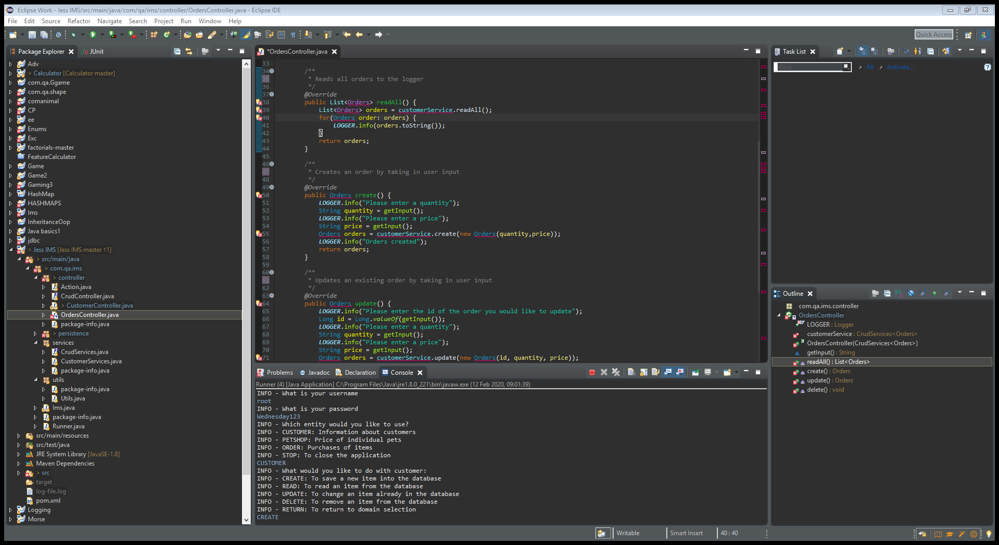 Eclipse Work - Jess IMS/src/main/java/com/qa/ims/controller/OrdersController.java - Eclipse IDE
File Edit Source Refactor Navigate Search Project Run Window Help
Quick Access
Package Explorer JUnit
Adv
> Calculator [Calculator master]
com.qa.Ggame
com.qa.shape
comanimal
CP
ee
Enums
Exc
factorials-master
FeatureCalculator
Game
Game2
Gaming3
HashMap
HASHMAPS
Ims
InheritanceOop
Java basics1
jdbc
> Jess IMS [Jess IMS master ↑1]
> src/main/java
> com.qa.ims
> controller
Action.java
CrudController.java
> CustomerController.java
OrdersController.java
package-info.java
> persistence
services
CrudServices.java
CustomerServices.java
package-info.java
utils
package-info.java
Utils.java
Ims.java
package-info.java
Runner.java
src/main/resources
src/test/java
JRE System Library [JavaSE-1.8]
Maven Dependencies
> src
target
log-file.log
pom.xml
Logging
Morse
*OrdersController.java
33
34 /**
35 * Reads all orders to the logger
36 */
37 @Override
38 public List<Orders> readAll() {
39 List<Orders> orders = customerService.readAll();
40 for(Orders order: orders) {
41 LOGGER.info(orders.toString());
42 }
43 return orders;
44 }
45
46 /**
47 * Creates an order by taking in user input
48 */
49 @Override
50 public Orders create() {
51 LOGGER.info("Please enter a quantity");
52 String quantity = getInput();
53 LOGGER.info("Please enter a price");
54 String price = getInput();
55 Orders orders = customerService.create(new Orders(quantity,price));
56 LOGGER.info("Orders created");
57 return orders;
58 }
59
60 /**
61 * Updates an existing order by taking in user input
62 */
63 @Override
64 public Orders update() {
65 LOGGER.info("Please enter the id of the order you would like to update");
66 Long id = Long.valueOf(getInput());
67 LOGGER.info("Please enter a quantity");
68 String quantity = getInput();
69 LOGGER.info("Please enter a price");
70 String price = getInput();
71 Orders orders = customerService.update(new Orders(id, quantity, price));
Problems Javadoc Declaration Console
Runner (4) [Java Application] C:\Program Files\Java\jre1.8.0_221\bin\javaw.exe (12 Feb 2020, 09:01:39)
INFO - What is your username
root
INFO - What is your password
Wednesday123
INFO - Which entity would you like to use?
INFO - CUSTOMER: Information about customers
INFO - PETSHOP: Price of individual pets
INFO - ORDER: Purchases of items
INFO - STOP: To close the application
CUSTOMER
INFO - What would you like to do with customer:
INFO - CREATE: To save a new item into the database
INFO - READ: To read an item from the database
INFO - UPDATE: To change an item already in the database
INFO - DELETE: To remove an item from the database
INFO - RETURN: To return to domain selection
CREATE
Task List
Find All Activate...
Outline
com.qa.ims.controller
OrdersController
LOGGER : Logger
customerService : CrudServices<Orders>
OrdersController(CrudServices<Orders>)
getInput() : String
readAll() : List<Orders>
create() : Orders
update() : Orders
delete() : void
Writable Smart Insert 40 : 40